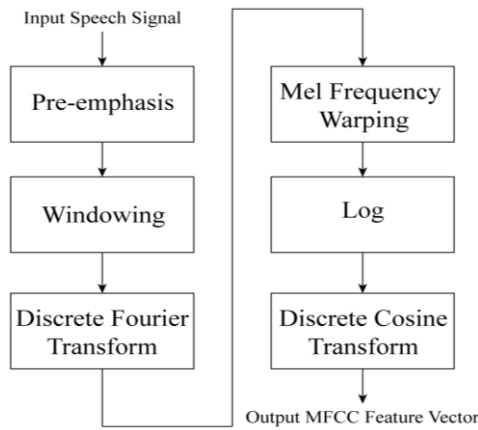 Input Speech Signal
Pre-emphasis
Windowing
Discrete Fourier
Transform
Mel Frequency
Warping
Log
Discrete Cosine
Transform
Output MFCC Feature Vector